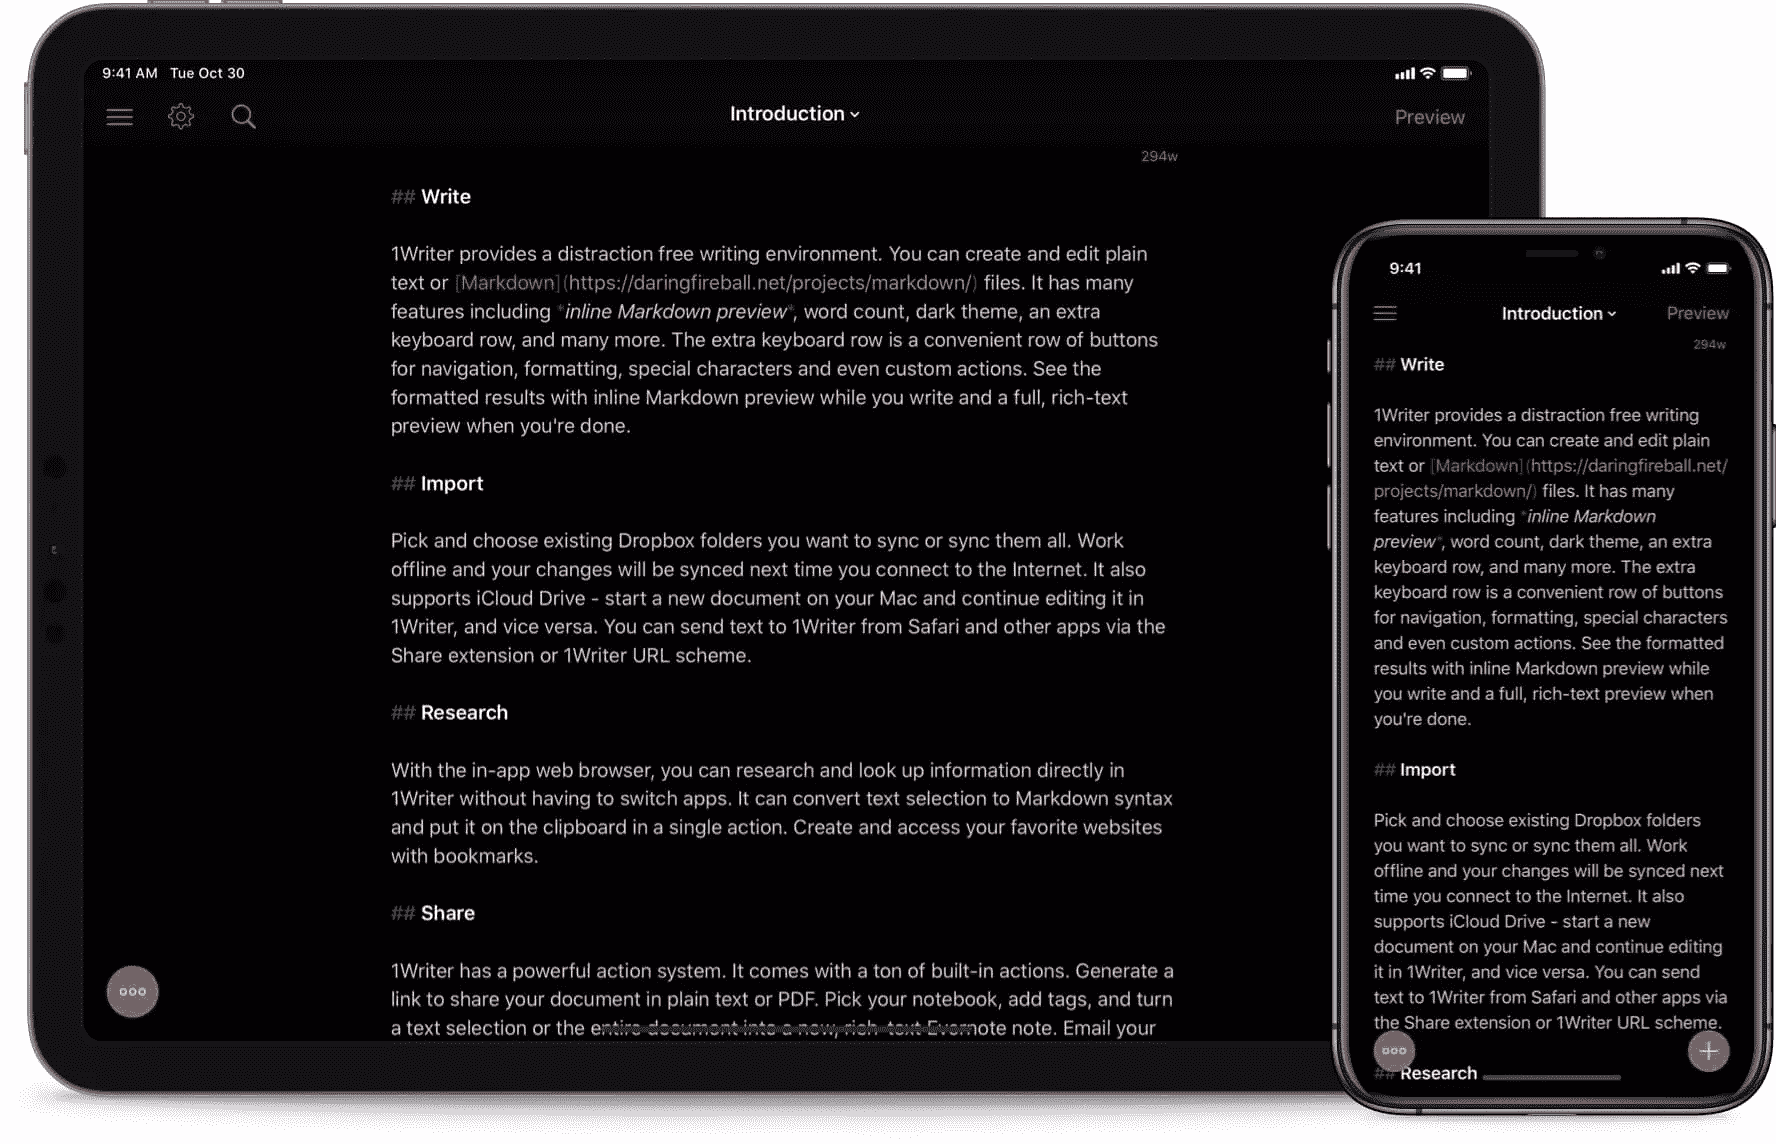 9:41 AM Tue Oct 30
Introduction
Preview
294w
## Write
1Writer provides a distraction free writing environment. You can create and edit plain
text or [Markdown](https://daringfireball.net/projects/markdown/) files. It has many
features including *inline Markdown preview*, word count, dark theme, an extra
keyboard row, and many more. The extra keyboard row is a convenient row of buttons
for navigation, formatting, special characters and even custom actions. See the
formatted results with inline Markdown preview while you write and a full, rich-text
preview when you're done.
## Import
Pick and choose existing Dropbox folders you want to sync or sync them all. Work
offline and your changes will be synced next time you connect to the Internet. It also
supports iCloud Drive - start a new document on your Mac and continue editing it in
1Writer, and vice versa. You can send text to 1Writer from Safari and other apps via the
Share extension or 1Writer URL scheme.
## Research
With the in-app web browser, you can research and look up information directly in
1Writer without having to switch apps. It can convert text selection to Markdown syntax
and put it on the clipboard in a single action. Create and access your favorite websites
with bookmarks.
## Share
1Writer has a powerful action system. It comes with a ton of built-in actions. Generate a
link to share your document in plain text or PDF. Pick your notebook, add tags, and turn
a text selection or the entire document into a new, rich-text Evernote note. Email your
9:41
Introduction
Preview
294w
## Write
1Writer provides a distraction free writing
environment. You can create and edit plain
text or [Markdown](https://daringfireball.net/
projects/markdown/) files. It has many
features including *inline Markdown
preview*, word count, dark theme, an extra
keyboard row, and many more. The extra
keyboard row is a convenient row of buttons
for navigation, formatting, special characters
and even custom actions. See the formatted
results with inline Markdown preview while
you write and a full, rich-text preview when
you're done.
## Import
Pick and choose existing Dropbox folders
you want to sync or sync them all. Work
offline and your changes will be synced next
time you connect to the Internet. It also
supports iCloud Drive - start a new
document on your Mac and continue editing
it in 1Writer, and vice versa. You can send
text to 1Writer from Safari and other apps via
the Share extension or 1Writer URL scheme.
## Research